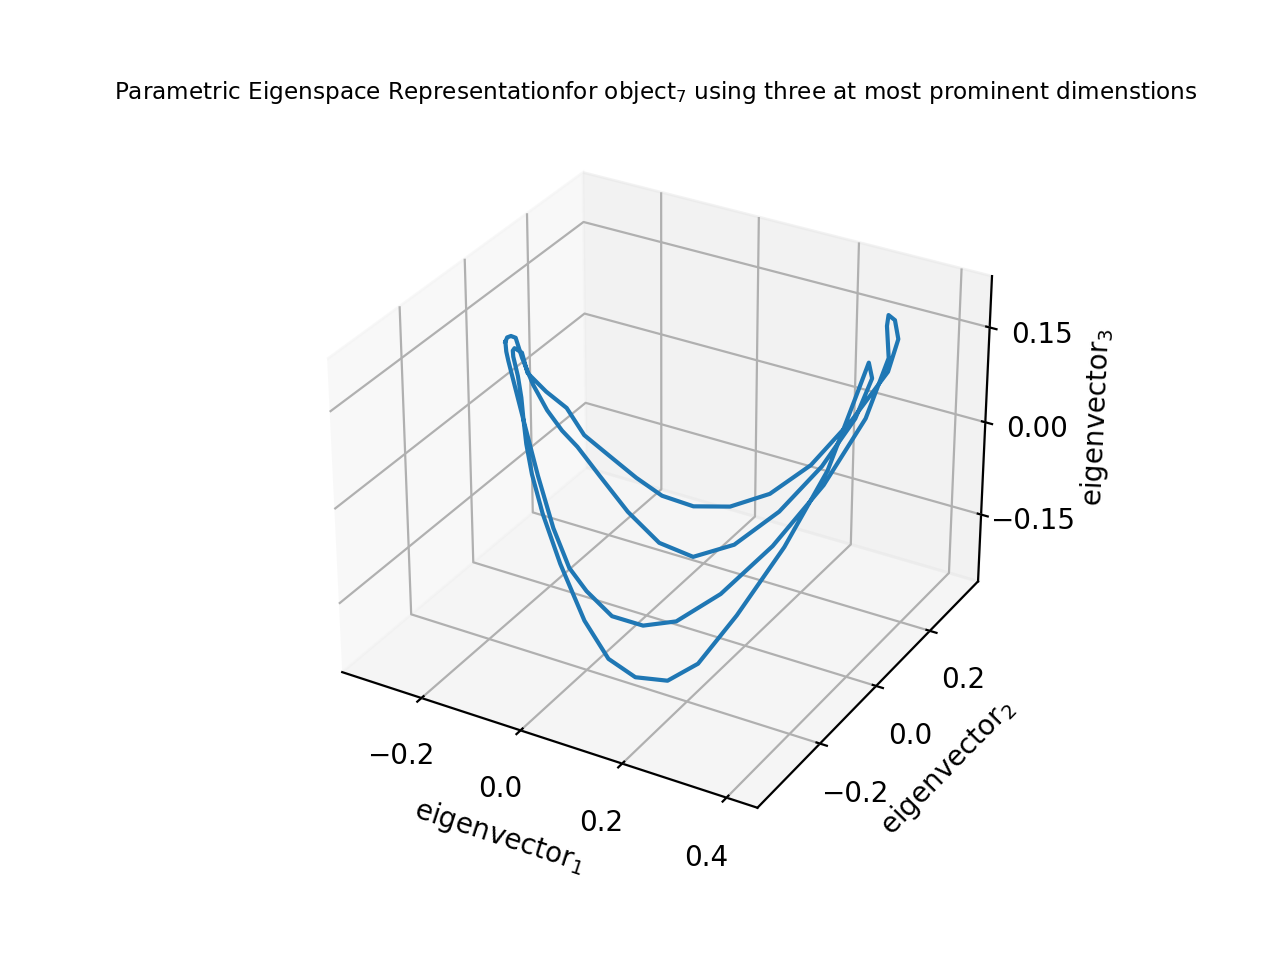 Parametric Eigenspace Representationfor object₇ using three at most prominent dimenstions
0.15
0.00
−0.15
eigenvector₃
0.2
0.0
−0.2
eigenvector₂
−0.2
0.0
0.2
0.4
eigenvector₁